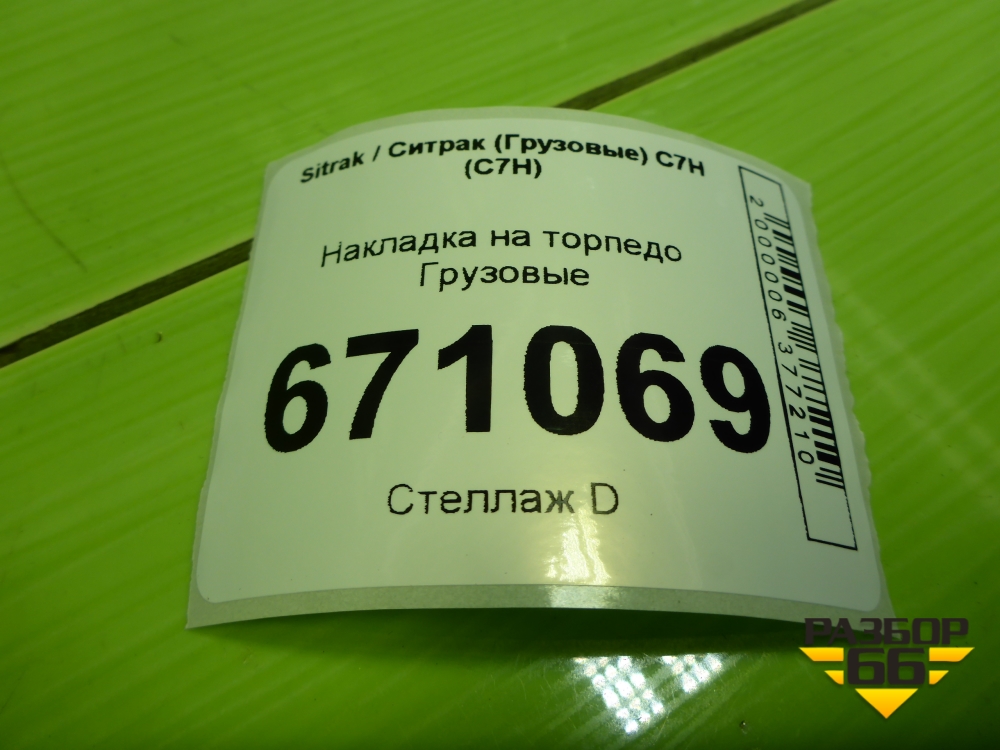 Sitrak / Ситрак (Грузовые) C7H
(C7H)
Накладка на торпедо
Грузовые
671069
Стеллаж D
2000006377210
РАЗБОР
66